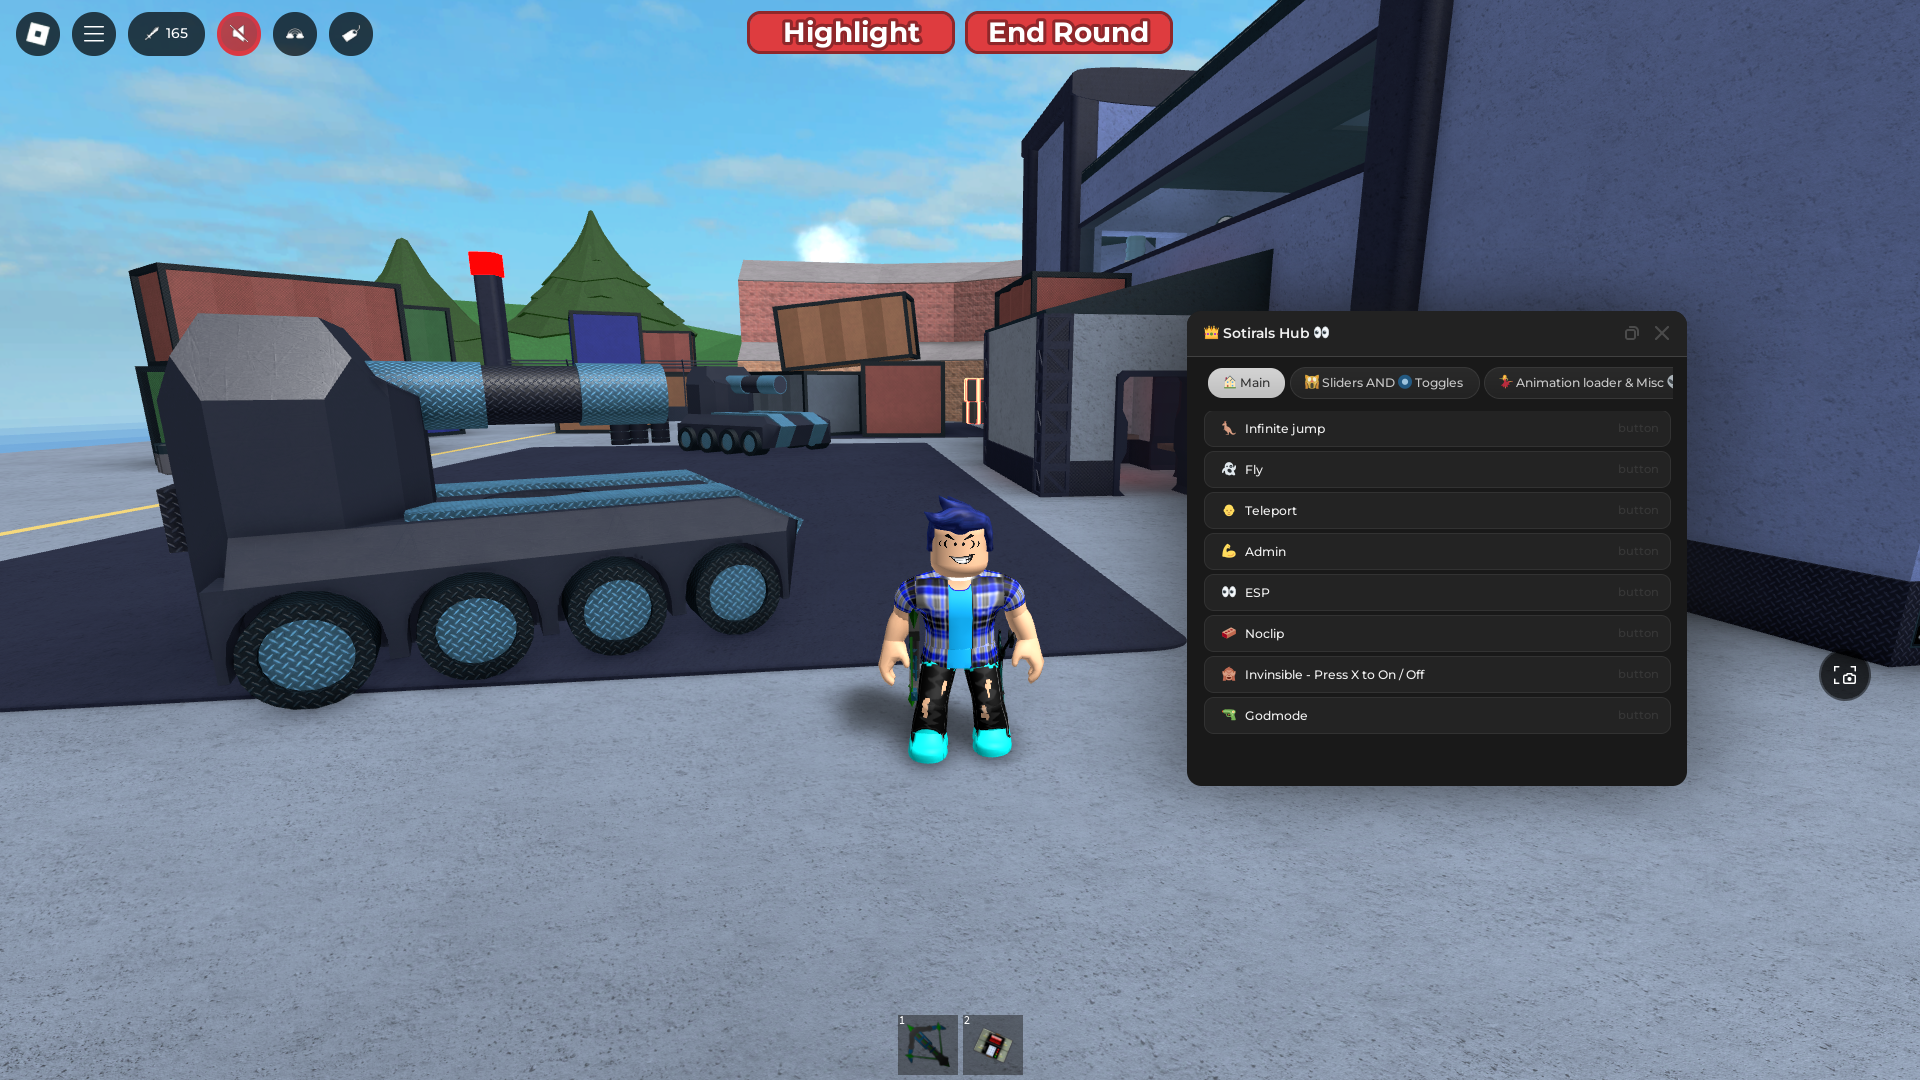 165
Highlight
End Round
👑 Sotirals Hub 👀
🏠 Main
🙀 Sliders AND 🔵 Toggles
💃 Animation loader & Misc
🦘 Infinite jump
button
👻 Fly
button
👴 Teleport
button
💪 Admin
button
👀 ESP
button
🧱 Noclip
button
🙈 Invinsible - Press X to On / Off
button
🔫 Godmode
button
1
2